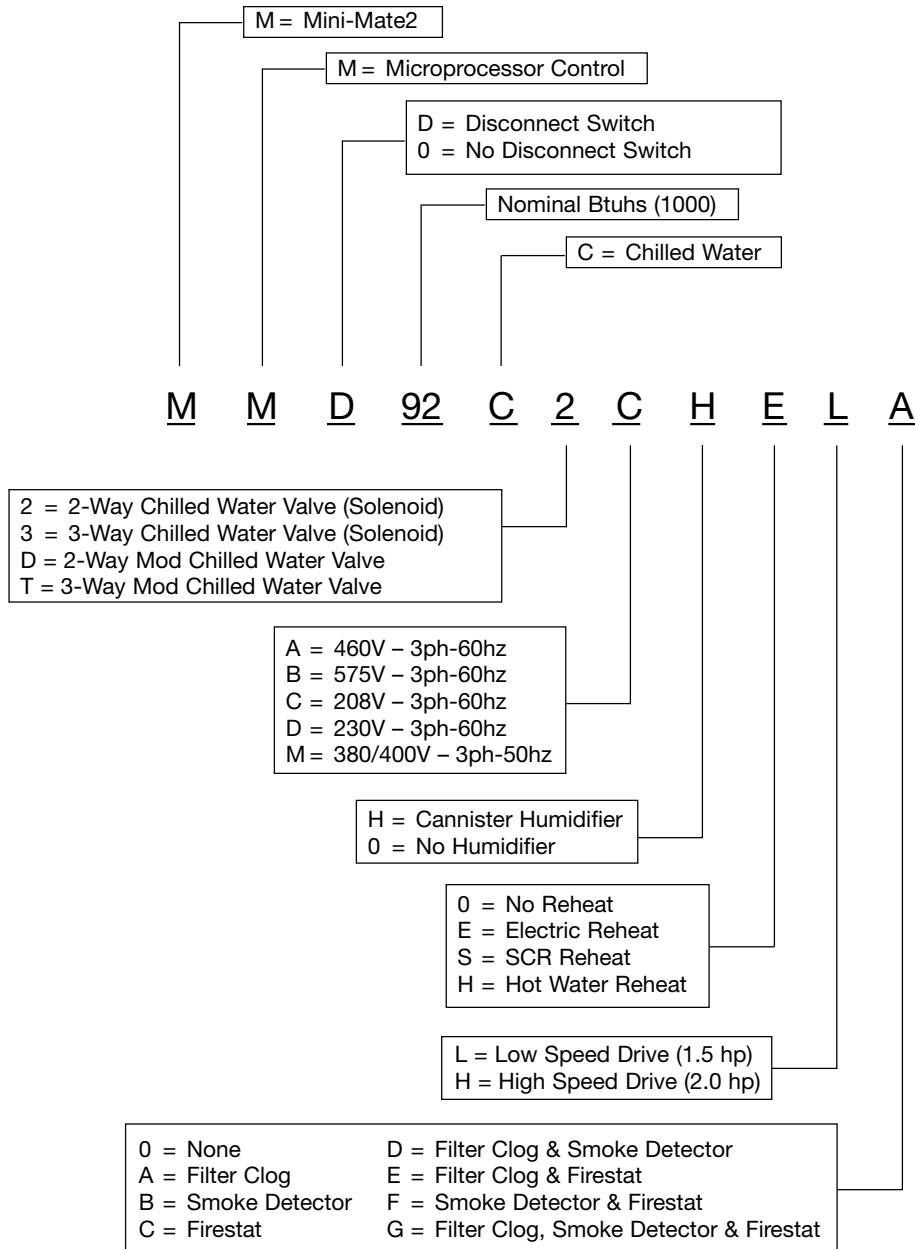 M = Mini-Mate2
M = Microprocessor Control
D = Disconnect Switch
0 = No Disconnect Switch
Nominal Btuhs (1000)
C = Chilled Water
M M D 92 C 2 C H E L A
2 = 2-Way Chilled Water Valve (Solenoid)
3 = 3-Way Chilled Water Valve (Solenoid)
D = 2-Way Mod Chilled Water Valve
T = 3-Way Mod Chilled Water Valve
A = 460V – 3ph-60hz
B = 575V – 3ph-60hz
C = 208V – 3ph-60hz
D = 230V – 3ph-60hz
M = 380/400V – 3ph-50hz
H = Cannister Humidifier
0 = No Humidifier
0 = No Reheat
E = Electric Reheat
S = SCR Reheat
H = Hot Water Reheat
L = Low Speed Drive (1.5 hp)
H = High Speed Drive (2.0 hp)
0 = None
A = Filter Clog
B = Smoke Detector
C = Firestat
D = Filter Clog & Smoke Detector
E = Filter Clog & Firestat
F = Smoke Detector & Firestat
G = Filter Clog, Smoke Detector & Firestat